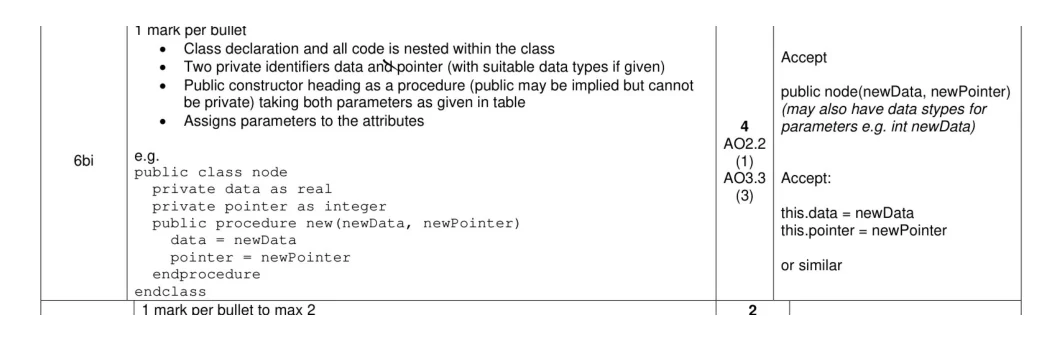 1 mark per bullet
• Class declaration and all code is nested within the class
• Two private identifiers data and pointer (with suitable data types if given)
• Public constructor heading as a procedure (public may be implied but cannot
be private) taking both parameters as given in table
• Assigns parameters to the attributes
6bi
e.g.
public class node
private data as real
private pointer as integer
public procedure new(newData, newPointer)
data = newData
pointer = newPointer
endprocedure
endclass
4
AO2.2
(1)
AO3.3
(3)
Accept
public node(newData, newPointer)
(may also have data stypes for
parameters e.g. int newData)
Accept:
this.data = newData
this.pointer = newPointer
or similar
1 mark per bullet to max 2
2